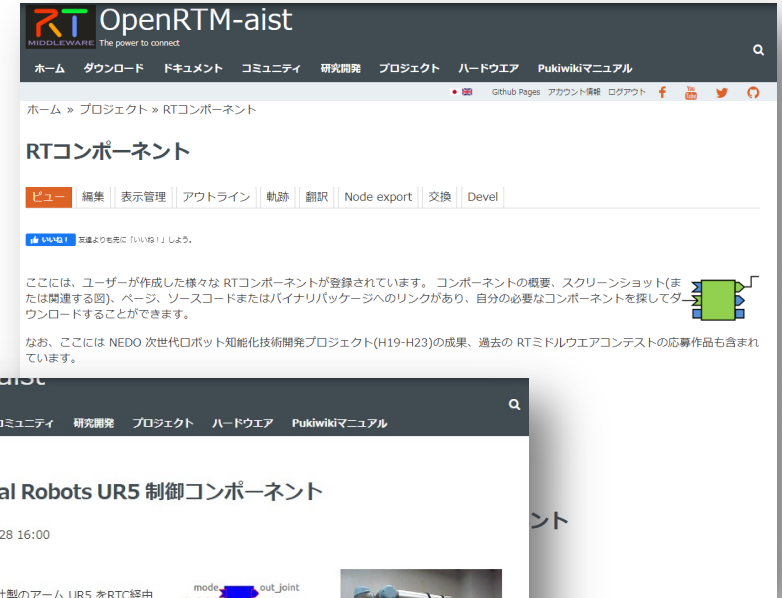 RT
MIDDLEWARE
OpenRTM-aist
The power to connect
ホーム ダウンロード ドキュメント コミュニティ 研究開発 プロジェクト ハードウエア Pukiwikiマニュアル
Github Pages アカウント情報 ログアウト
ホーム » プロジェクト » RTコンポーネント
RTコンポーネント
ビュー 編集 表示管理 アウトライン 軌跡 翻訳 Node export 交換 Devel
いいね! 友達よりも先に「いいね!」しよう。
ここには、ユーザーが作成した様々な RTコンポーネントが登録されています。 コンポーネントの概要、スクリーンショット(ま
たは関連する図)、ページ、ソースコードまたはバイナリパッケージへのリンクがあり、自分の必要なコンポーネントを探してダ
ウンロードすることができます。
なお、ここには NEDO 次世代ロボット知能化技術開発プロジェクト(H19-H23)の成果、過去の RTミドルウエアコンテストの応募作品も含まれ
ています。
aist
コミュニティ 研究開発 プロジェクト ハードウエア Pukiwikiマニュアル
al Robots UR5 制御コンポーネント
28 16:00
ント
mode out_joint
社製のアーム UR5 をRTC経由